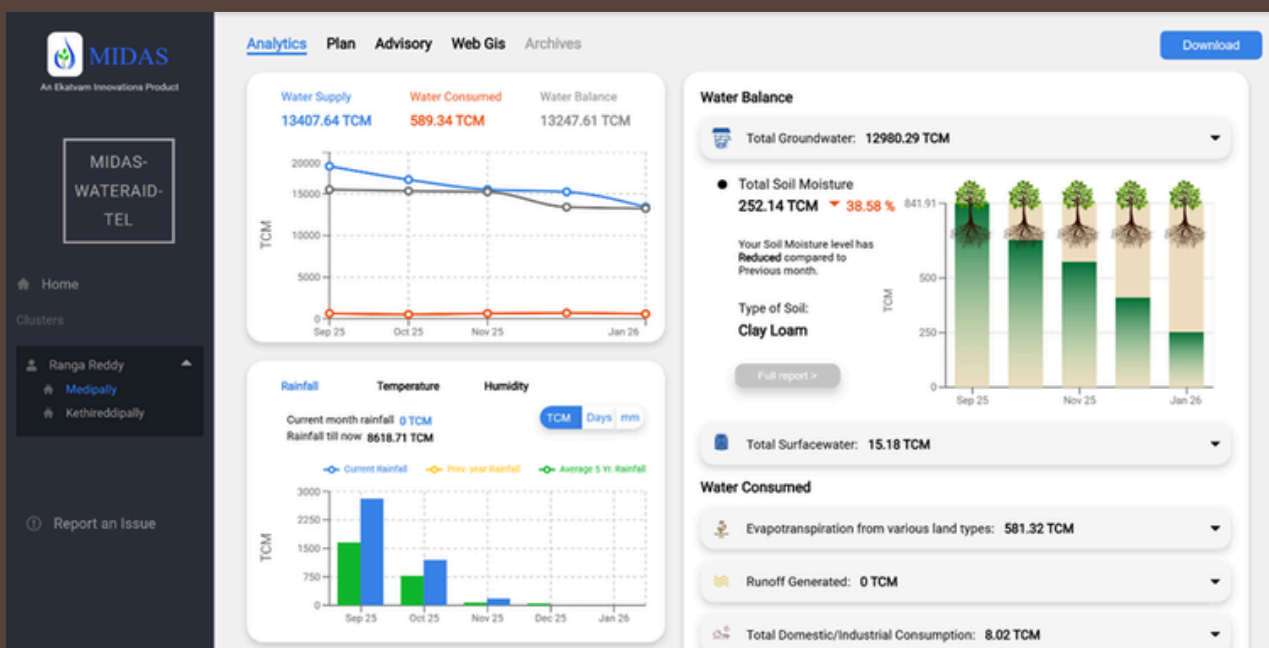 MIDAS
An Ekatvam Innovations Product
MIDAS-
WATERAID-
TEL
Home
Clusters
Ranga Reddy
Medipally
Kethireddipally
Report an Issue
Analytics Plan Advisory Web Gis Archives
Download
Water Supply Water Consumed Water Balance
13407.64 TCM 589.34 TCM 13247.61 TCM
20000
15000
10000
5000
0
TCM
Sep 25 Oct 25 Nov 25 Jan 26
Rainfall Temperature Humidity
Current month rainfall 0 TCM
Rainfall till now 8618.71 TCM
TCM Days mm
Current Rainfall Prev. year Rainfall Average 5 Yr. Rainfall
3000
2250
1500
750
0
TCM
Sep 25 Oct 25 Nov 25 Dec 25 Jan 26
Water Balance
Total Groundwater: 12980.29 TCM
Total Soil Moisture
252.14 TCM ▼ 38.58 %
Your Soil Moisture level has
Reduced compared to
Previous month.
Type of Soil:
Clay Loam
Full report >
841.91
500
250
0
TCM
Sep 25 Nov 25 Jan 26
Total Surfacewater: 15.18 TCM
Water Consumed
Evapotranspiration from various land types: 581.32 TCM
Runoff Generated: 0 TCM
Total Domestic/Industrial Consumption: 8.02 TCM